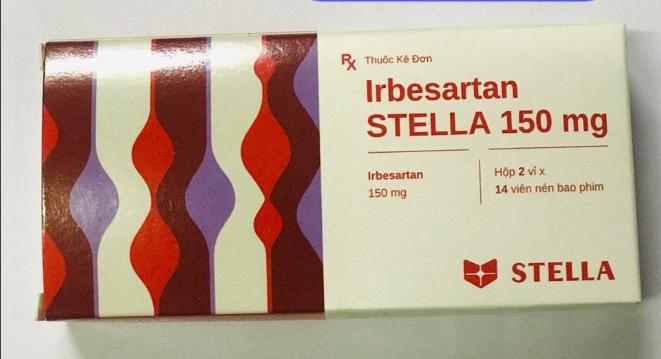 Rx Thuốc Kê Đơn
Irbesartan
STELLA 150 mg
Irbesartan
150 mg
Hộp 2 vỉ x
14 viên nén bao phim
STELLA